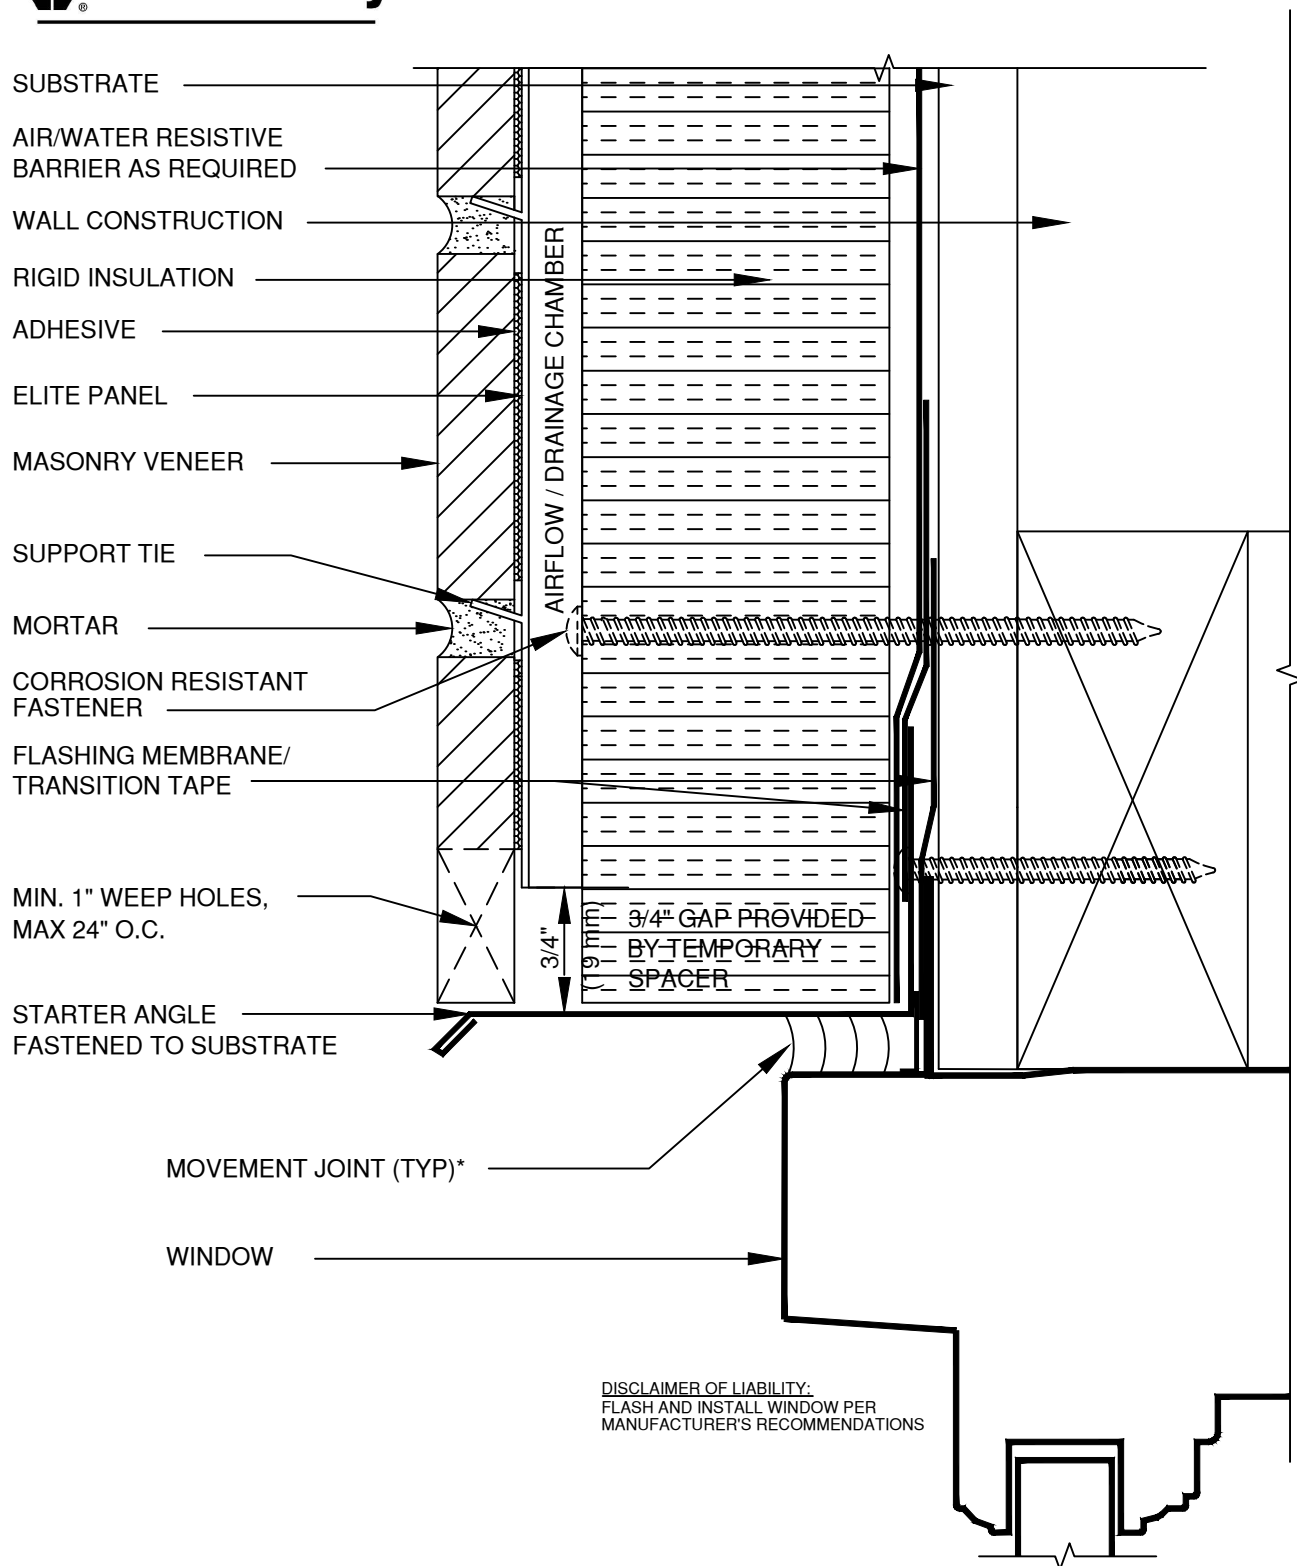 ®
SUBSTRATE
AIR/WATER RESISTIVE
BARRIER AS REQUIRED
WALL CONSTRUCTION
RIGID INSULATION
ADHESIVE
ELITE PANEL
MASONRY VENEER
SUPPORT TIE
MORTAR
CORROSION RESISTANT
FASTENER
FLASHING MEMBRANE/
TRANSITION TAPE
MIN. 1" WEEP HOLES,
MAX 24" O.C.
STARTER ANGLE
FASTENED TO SUBSTRATE
AIRFLOW / DRAINAGE CHAMBER
3/4"
(19 mm)
3/4" GAP PROVIDED
BY TEMPORARY
SPACER
MOVEMENT JOINT (TYP)*
WINDOW
DISCLAIMER OF LIABILITY:
FLASH AND INSTALL WINDOW PER
MANUFACTURER'S RECOMMENDATIONS